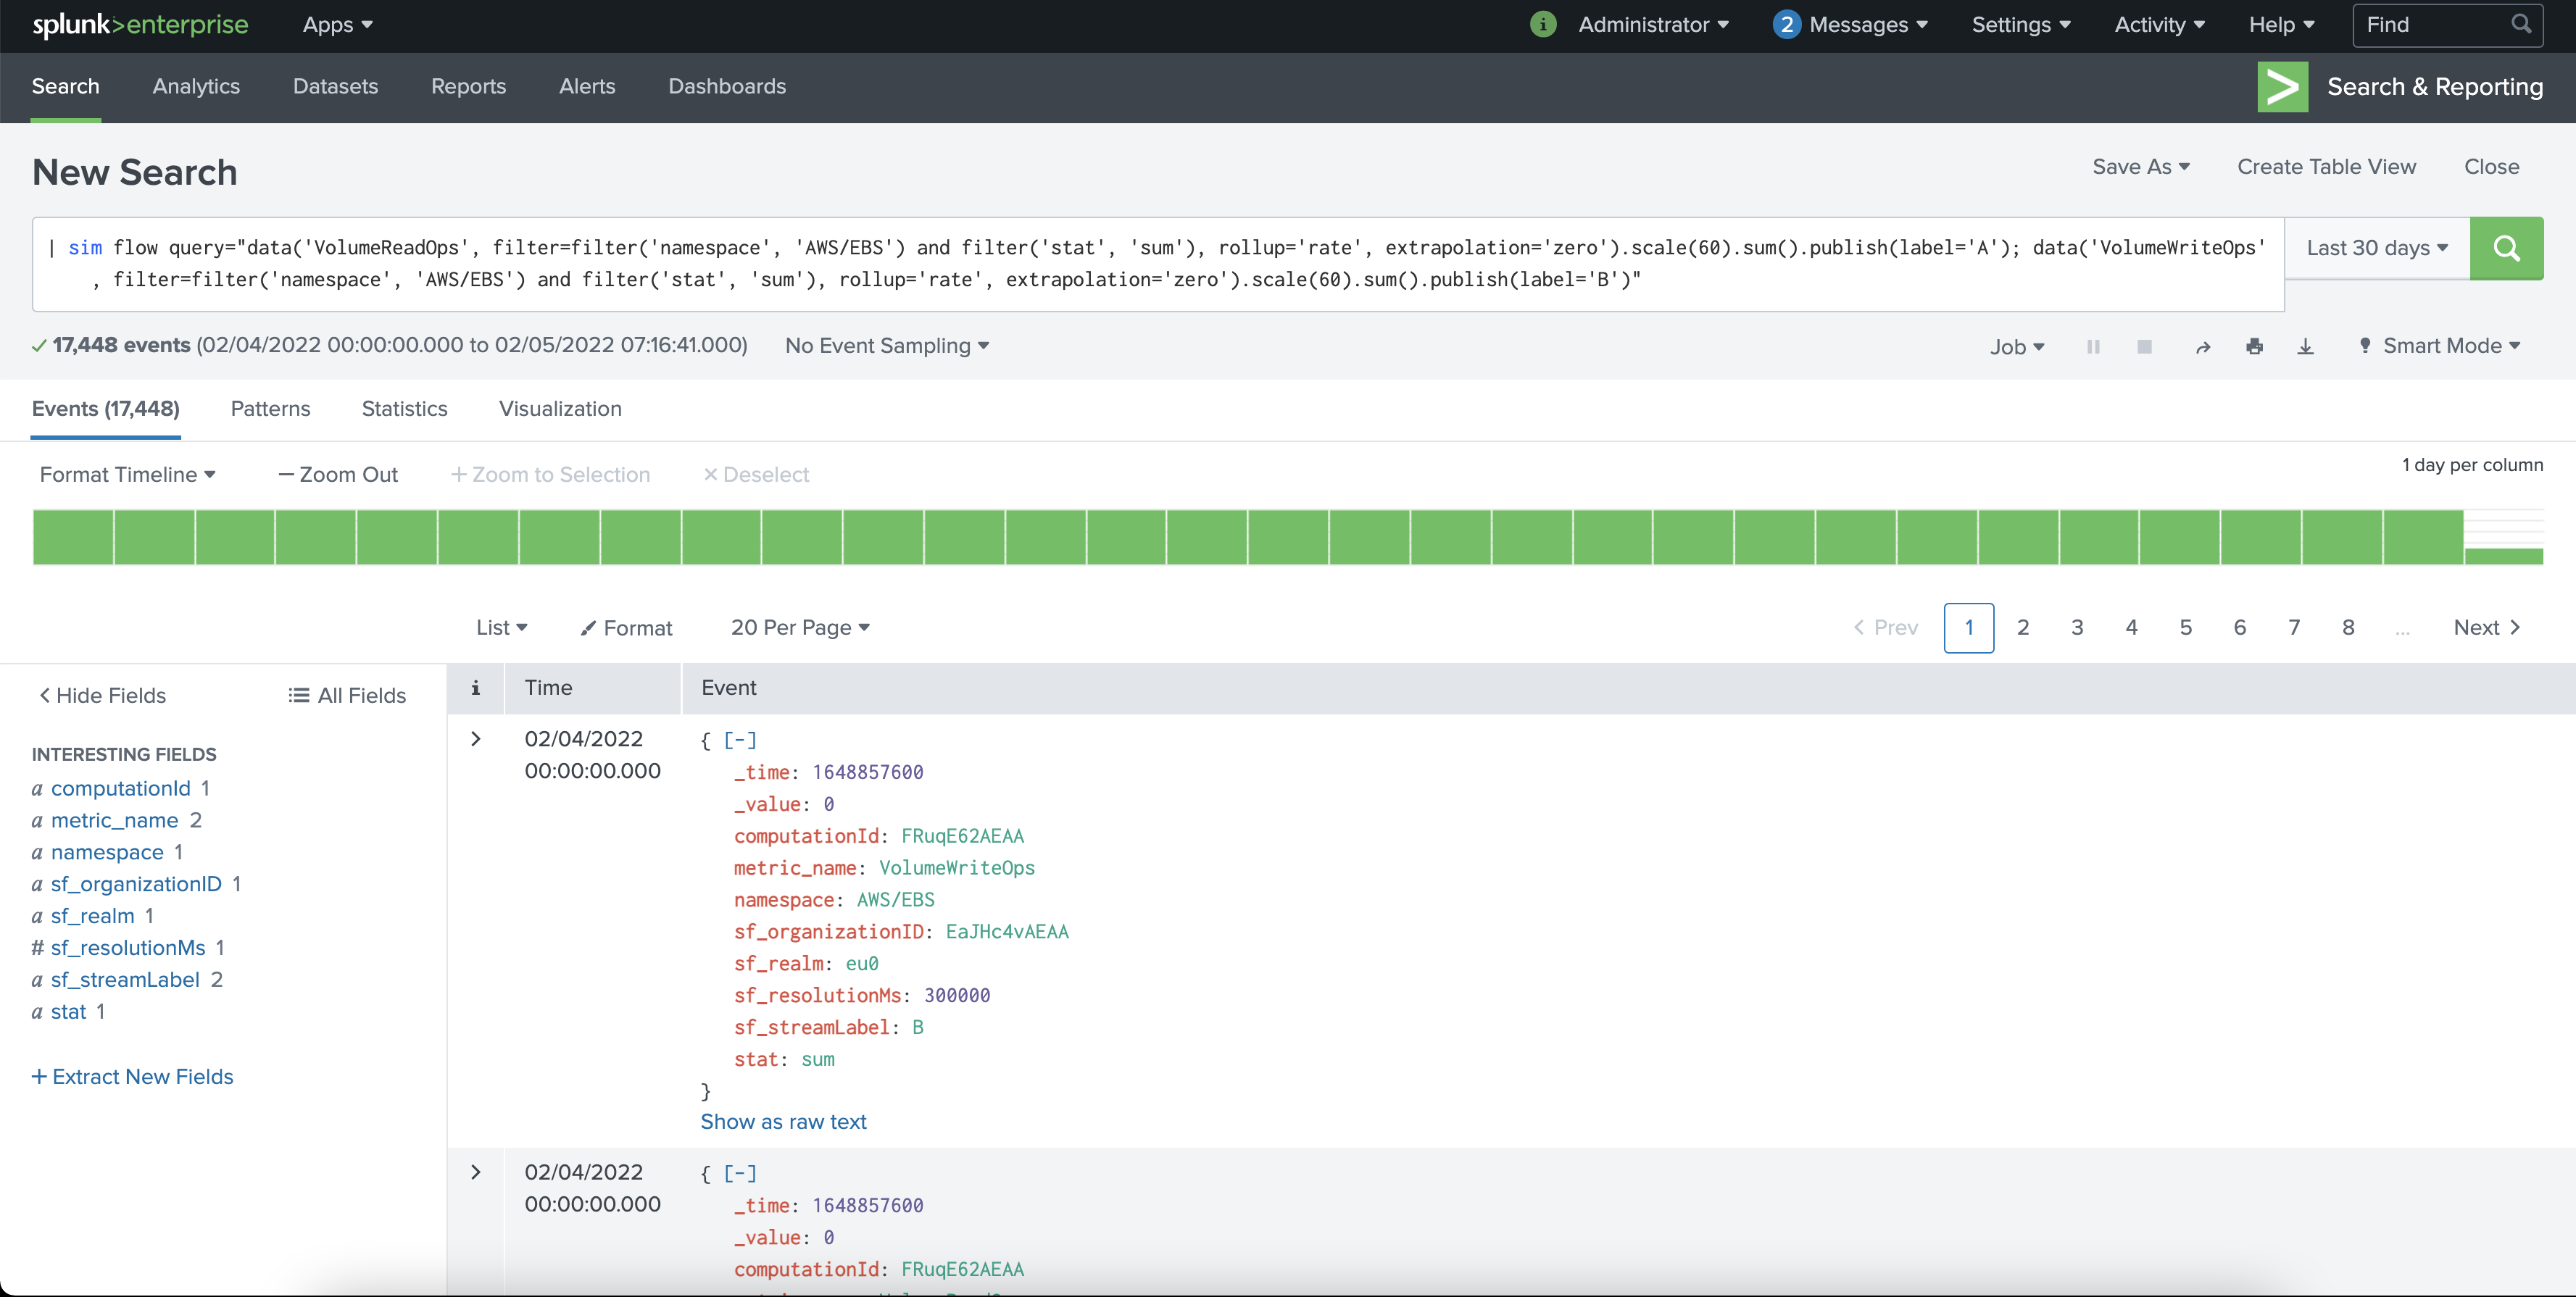 splunk>enterprise Apps i Administrator 2 Messages Settings Activity Help Find
Search Analytics Datasets Reports Alerts Dashboards > Search & Reporting
New Search Save As Create Table View Close
| sim flow query="data('VolumeReadOps', filter=filter('namespace', 'AWS/EBS') and filter('stat', 'sum'), rollup='rate', extrapolation='zero').scale(60).sum().publish(label='A'); data('VolumeWriteOps' Last 30 days
, filter=filter('namespace', 'AWS/EBS') and filter('stat', 'sum'), rollup='rate', extrapolation='zero').scale(60).sum().publish(label='B')"
17,448 events (02/04/2022 00:00:00.000 to 02/05/2022 07:16:41.000) No Event Sampling Job Smart Mode
Events (17,448) Patterns Statistics Visualization
Format Timeline — Zoom Out + Zoom to Selection × Deselect 1 day per column
List Format 20 Per Page < Prev 1 2 3 4 5 6 7 8 ... Next >
< Hide Fields All Fields
INTERESTING FIELDS
a computationId 1
a metric_name 2
a namespace 1
a sf_organizationID 1
a sf_realm 1
# sf_resolutionMs 1
a sf_streamLabel 2
a stat 1
+ Extract New Fields
i Time Event
> 02/04/2022 { [-]
00:00:00.000 _time: 1648857600
_value: 0
computationId: FRuqE62AEAA
metric_name: VolumeWriteOps
namespace: AWS/EBS
sf_organizationID: EaJHc4vAEAA
sf_realm: eu0
sf_resolutionMs: 300000
sf_streamLabel: B
stat: sum
}
Show as raw text
> 02/04/2022 { [-]
00:00:00.000 _time: 1648857600
_value: 0
computationId: FRuqE62AEAA